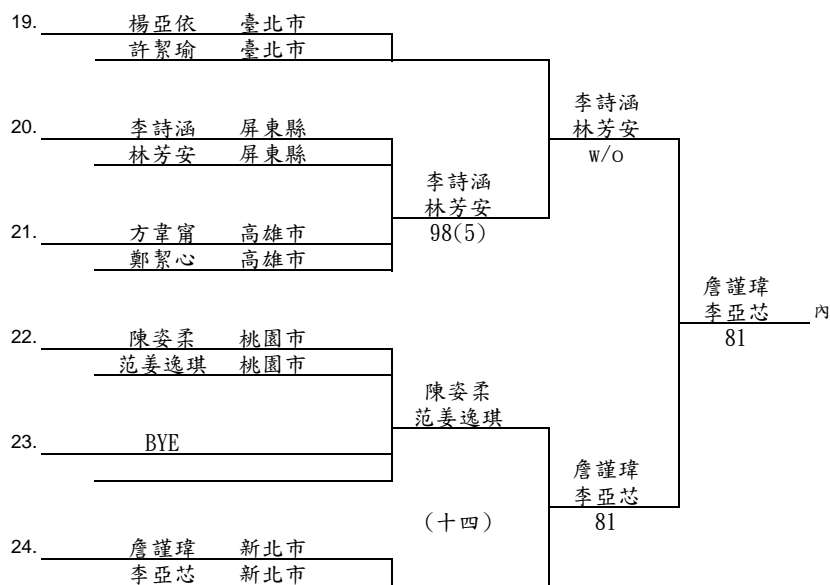 19. 楊亞依 臺北市
許絜瑜 臺北市
20. 李詩涵 屏東縣
林芳安 屏東縣
21. 方韋甯 高雄市
鄭絜心 高雄市
22. 陳姿柔 桃園市
范姜逸琪 桃園市
23. BYE
24. 詹謹瑋 新北市
李亞芯 新北市
李詩涵
林芳安
98(5)
陳姿柔
范姜逸琪
(十四)
李詩涵
林芳安
w/o
詹謹瑋
李亞芯
81
詹謹瑋
李亞芯
81
內